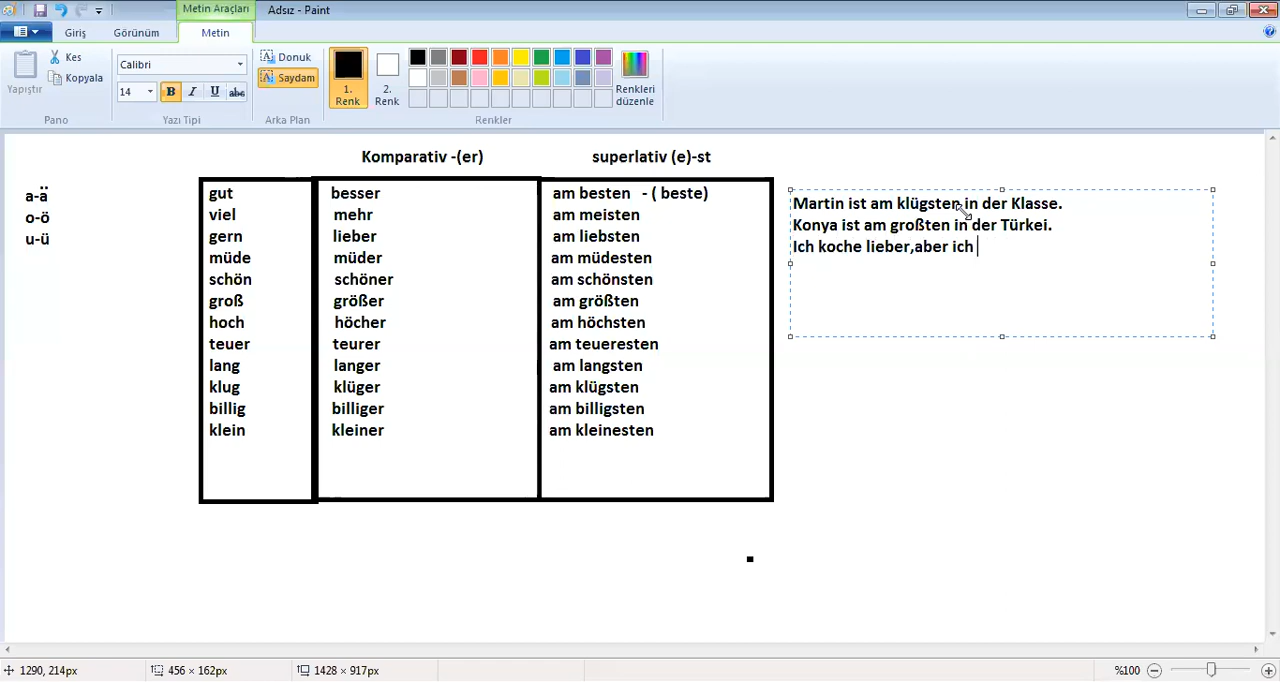 Metin Araçları
Adsız - Paint
Giriş
Görünüm
Metin
Yapıştır
Kes
Kopyala
Pano
Calibri
14
B I U abc
Yazı Tipi
Donuk
Saydam
Arka Plan
1.
Renk
2.
Renk
Renkleri
düzenle
Renkler
Komparativ -(er) superlativ (e)-st
a-ä
o-ö
u-ü
gut besser am besten - ( beste)
viel mehr am meisten
gern lieber am liebsten
müde müder am müdesten
schön schöner am schönsten
groß größer am größten
hoch höcher am höchsten
teuer teurer am teueresten
lang langer am langsten
klug klüger am klügsten
billig billiger am billigsten
klein kleiner am kleinesten
Martin ist am klügsten in der Klasse.
Konya ist am großten in der Türkei.
Ich koche lieber,aber ich
1290, 214px
456 × 162px
1428 × 917px
%100